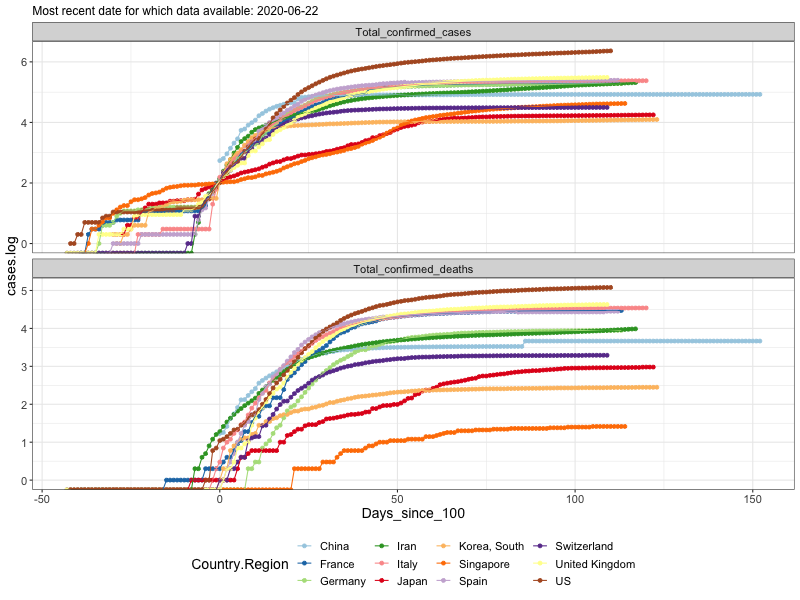 Most recent date for which data available: 2020-06-22
Total_confirmed_cases
6
4
2
0
cases.log
Total_confirmed_deaths
5
4
3
2
1
0
-50 0 50 100 150
Days_since_100
Country.Region
China Iran Korea, South Switzerland
France Italy Singapore United Kingdom
Germany Japan Spain US